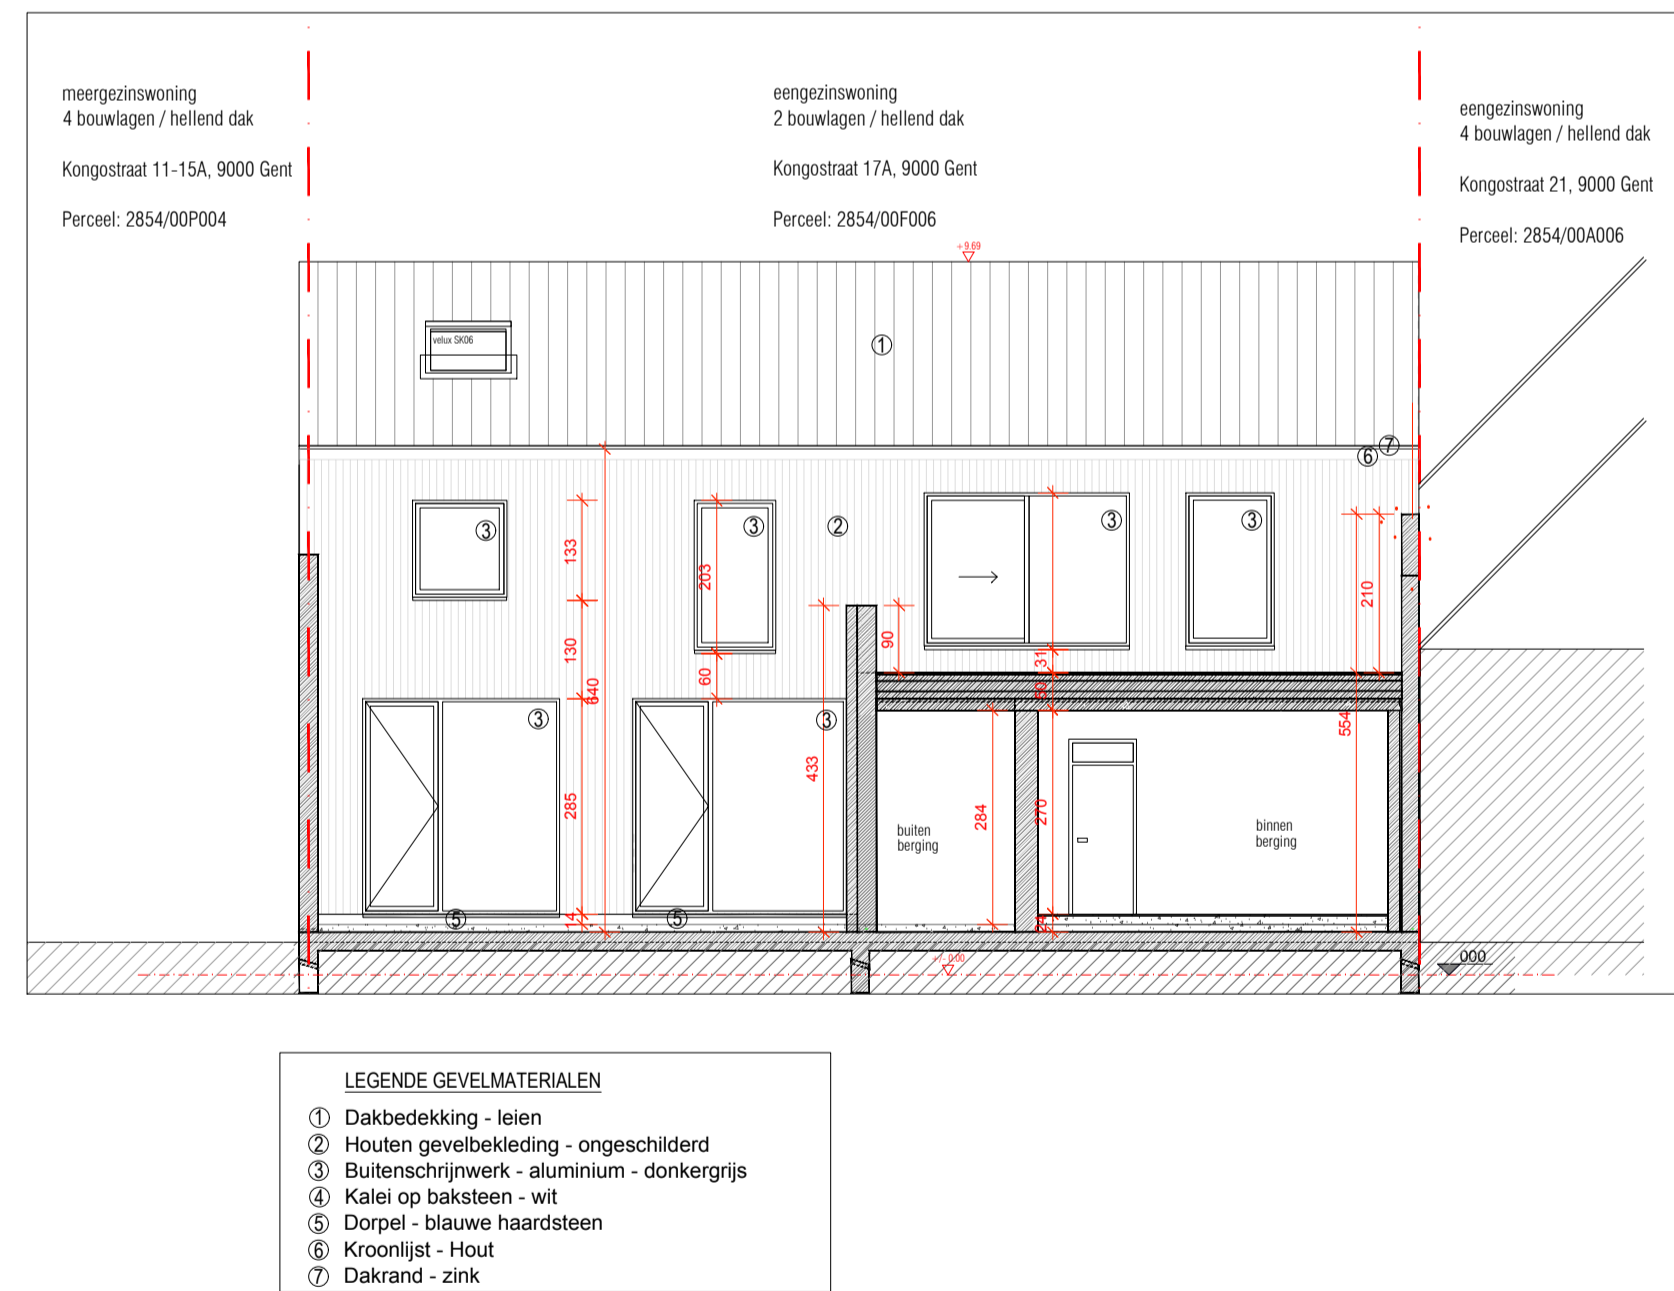 meergezinswoning
4 bouwlagen / hellend dak
Kongostraat 11-15A, 9000 Gent
Perceel: 2854/00P004
eengezinswoning
2 bouwlagen / hellend dak
Kongostraat 17A, 9000 Gent
Perceel: 2854/00F006
eengezinswoning
4 bouwlagen / hellend dak
Kongostraat 21, 9000 Gent
Perceel: 2854/00A006
+9.69
velux SK06
1
7
6
3
3
2
3
3
133
203
210
130
640
60
90
31
50
554
3
3
433
285
284
270
buiten
berging
binnen
berging
14
5
5
24
+/- 0.00
000
LEGENDE GEVELMATERIALEN
1 Dakbedekking - leien
2 Houten gevelbekleding - ongeschilderd
3 Buitenschrijnwerk - aluminium - donkergrijs
4 Kalei op baksteen - wit
5 Dorpel - blauwe haardsteen
6 Kroonlijst - Hout
7 Dakrand - zink